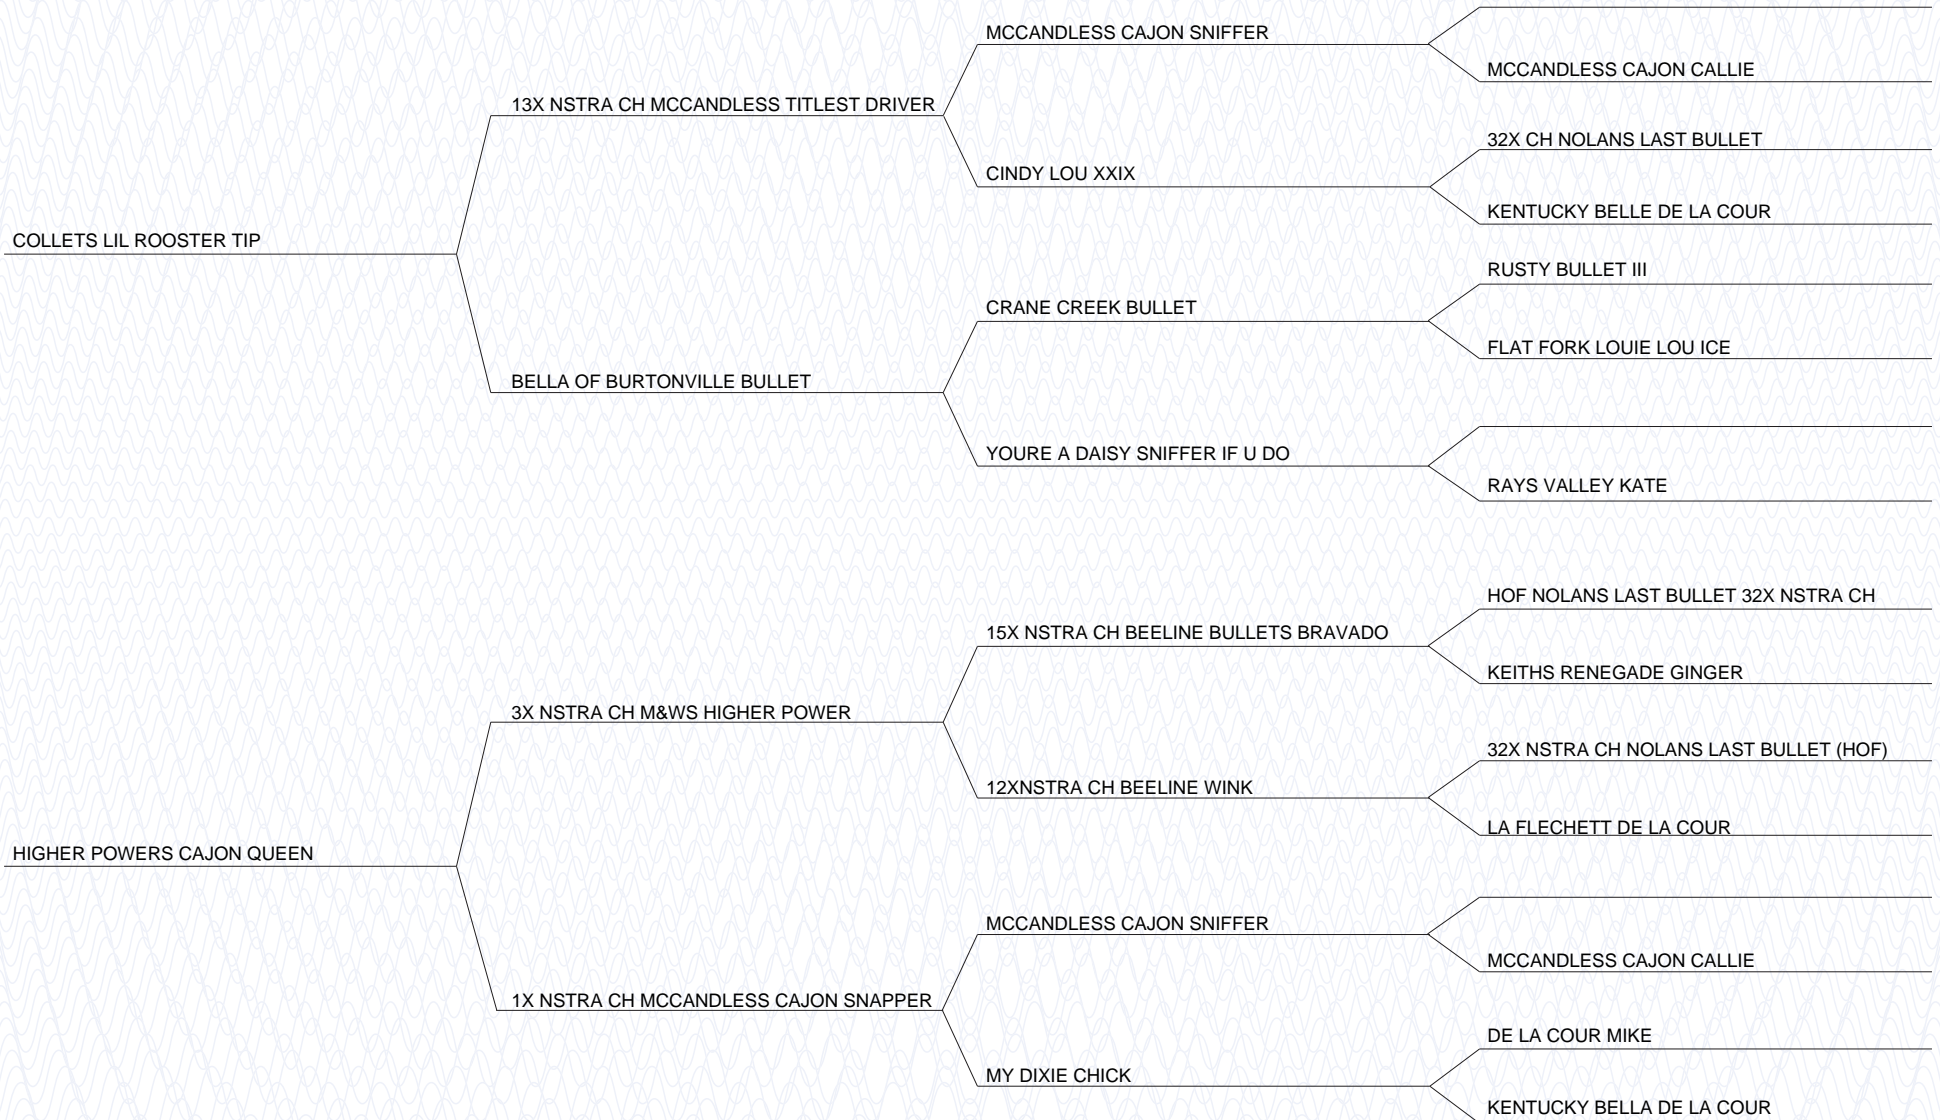 MCCANDLESS CAJON SNIFFER
MCCANDLESS CAJON CALLIE
13X NSTRA CH MCCANDLESS TITLEST DRIVER
32X CH NOLANS LAST BULLET
CINDY LOU XXIX
KENTUCKY BELLE DE LA COUR
COLLETS LIL ROOSTER TIP
RUSTY BULLET III
CRANE CREEK BULLET
FLAT FORK LOUIE LOU ICE
BELLA OF BURTONVILLE BULLET
YOURE A DAISY SNIFFER IF U DO
RAYS VALLEY KATE
HOF NOLANS LAST BULLET 32X NSTRA CH
15X NSTRA CH BEELINE BULLETS BRAVADO
KEITHS RENEGADE GINGER
3X NSTRA CH M&WS HIGHER POWER
32X NSTRA CH NOLANS LAST BULLET (HOF)
12XNSTRA CH BEELINE WINK
LA FLECHETT DE LA COUR
HIGHER POWERS CAJON QUEEN
MCCANDLESS CAJON SNIFFER
MCCANDLESS CAJON CALLIE
1X NSTRA CH MCCANDLESS CAJON SNAPPER
DE LA COUR MIKE
MY DIXIE CHICK
KENTUCKY BELLA DE LA COUR